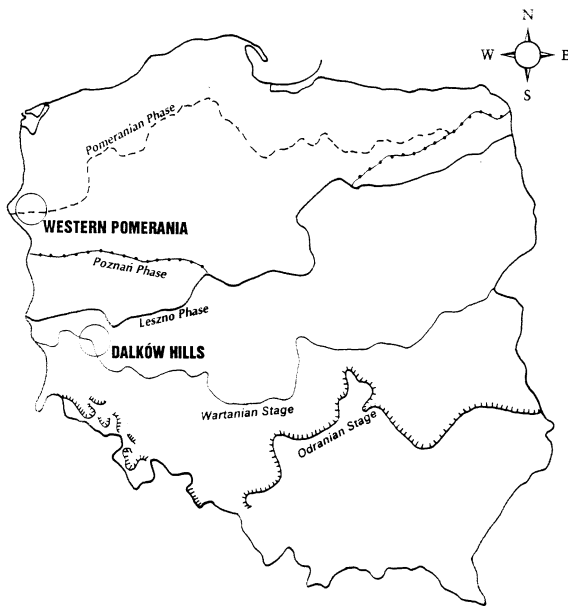 N
W E
S
Pomeranian Phase
WESTERN POMERANIA
Poznań Phase
Leszno Phase
DALKÓW HILLS
Wartanian Stage
Odranian Stage